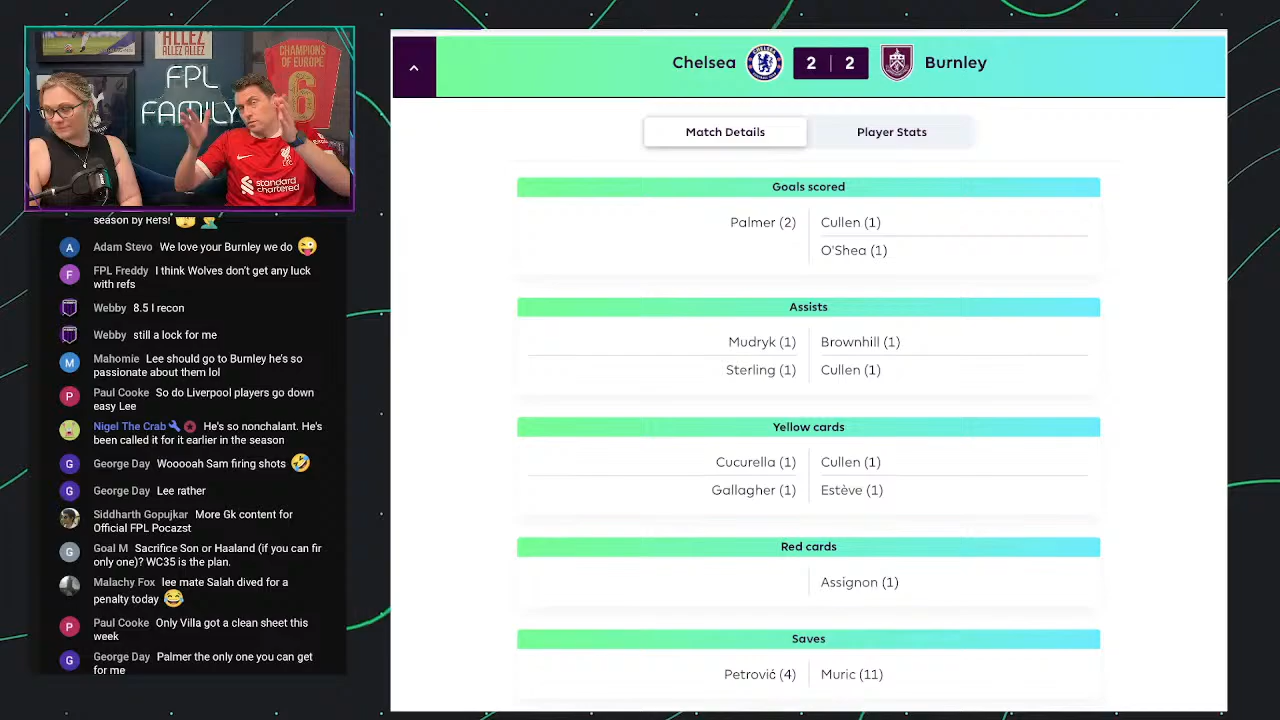 ALLEZ
ALLEZ ALLEZ
CHAMPIONS
OF EUROPE
6
FPL
FAMILY
standard
chartered
season by Refs!
A Adam Stevo We love your Burnley we do
F FPL Freddy I think Wolves don't get any luck
with refs
Webby 8.5 I recon
Webby still a lock for me
M Mahomie Lee should go to Burnley he's so
passionate about them lol
P Paul Cooke So do Liverpool players go down
easy Lee
Nigel The Crab He's so nonchalant. He's
been called it for it earlier in the season
G George Day Wooooah Sam firing shots
G George Day Lee rather
Siddharth Gopujkar More Gk content for
Official FPL Pocazst
G Goal M Sacrifice Son or Haaland (if you can fir
only one)? WC35 is the plan.
Malachy Fox lee mate Salah dived for a
penalty today
P Paul Cooke Only Villa got a clean sheet this
week
G George Day Palmer the only one you can get
for me
Chelsea 2 | 2 Burnley
Match Details Player Stats
Goals scored
Palmer (2) Cullen (1)
O'Shea (1)
Assists
Mudryk (1) Brownhill (1)
Sterling (1) Cullen (1)
Yellow cards
Cucurella (1) Cullen (1)
Gallagher (1) Estève (1)
Red cards
Assignon (1)
Saves
Petrović (4) Muric (11)